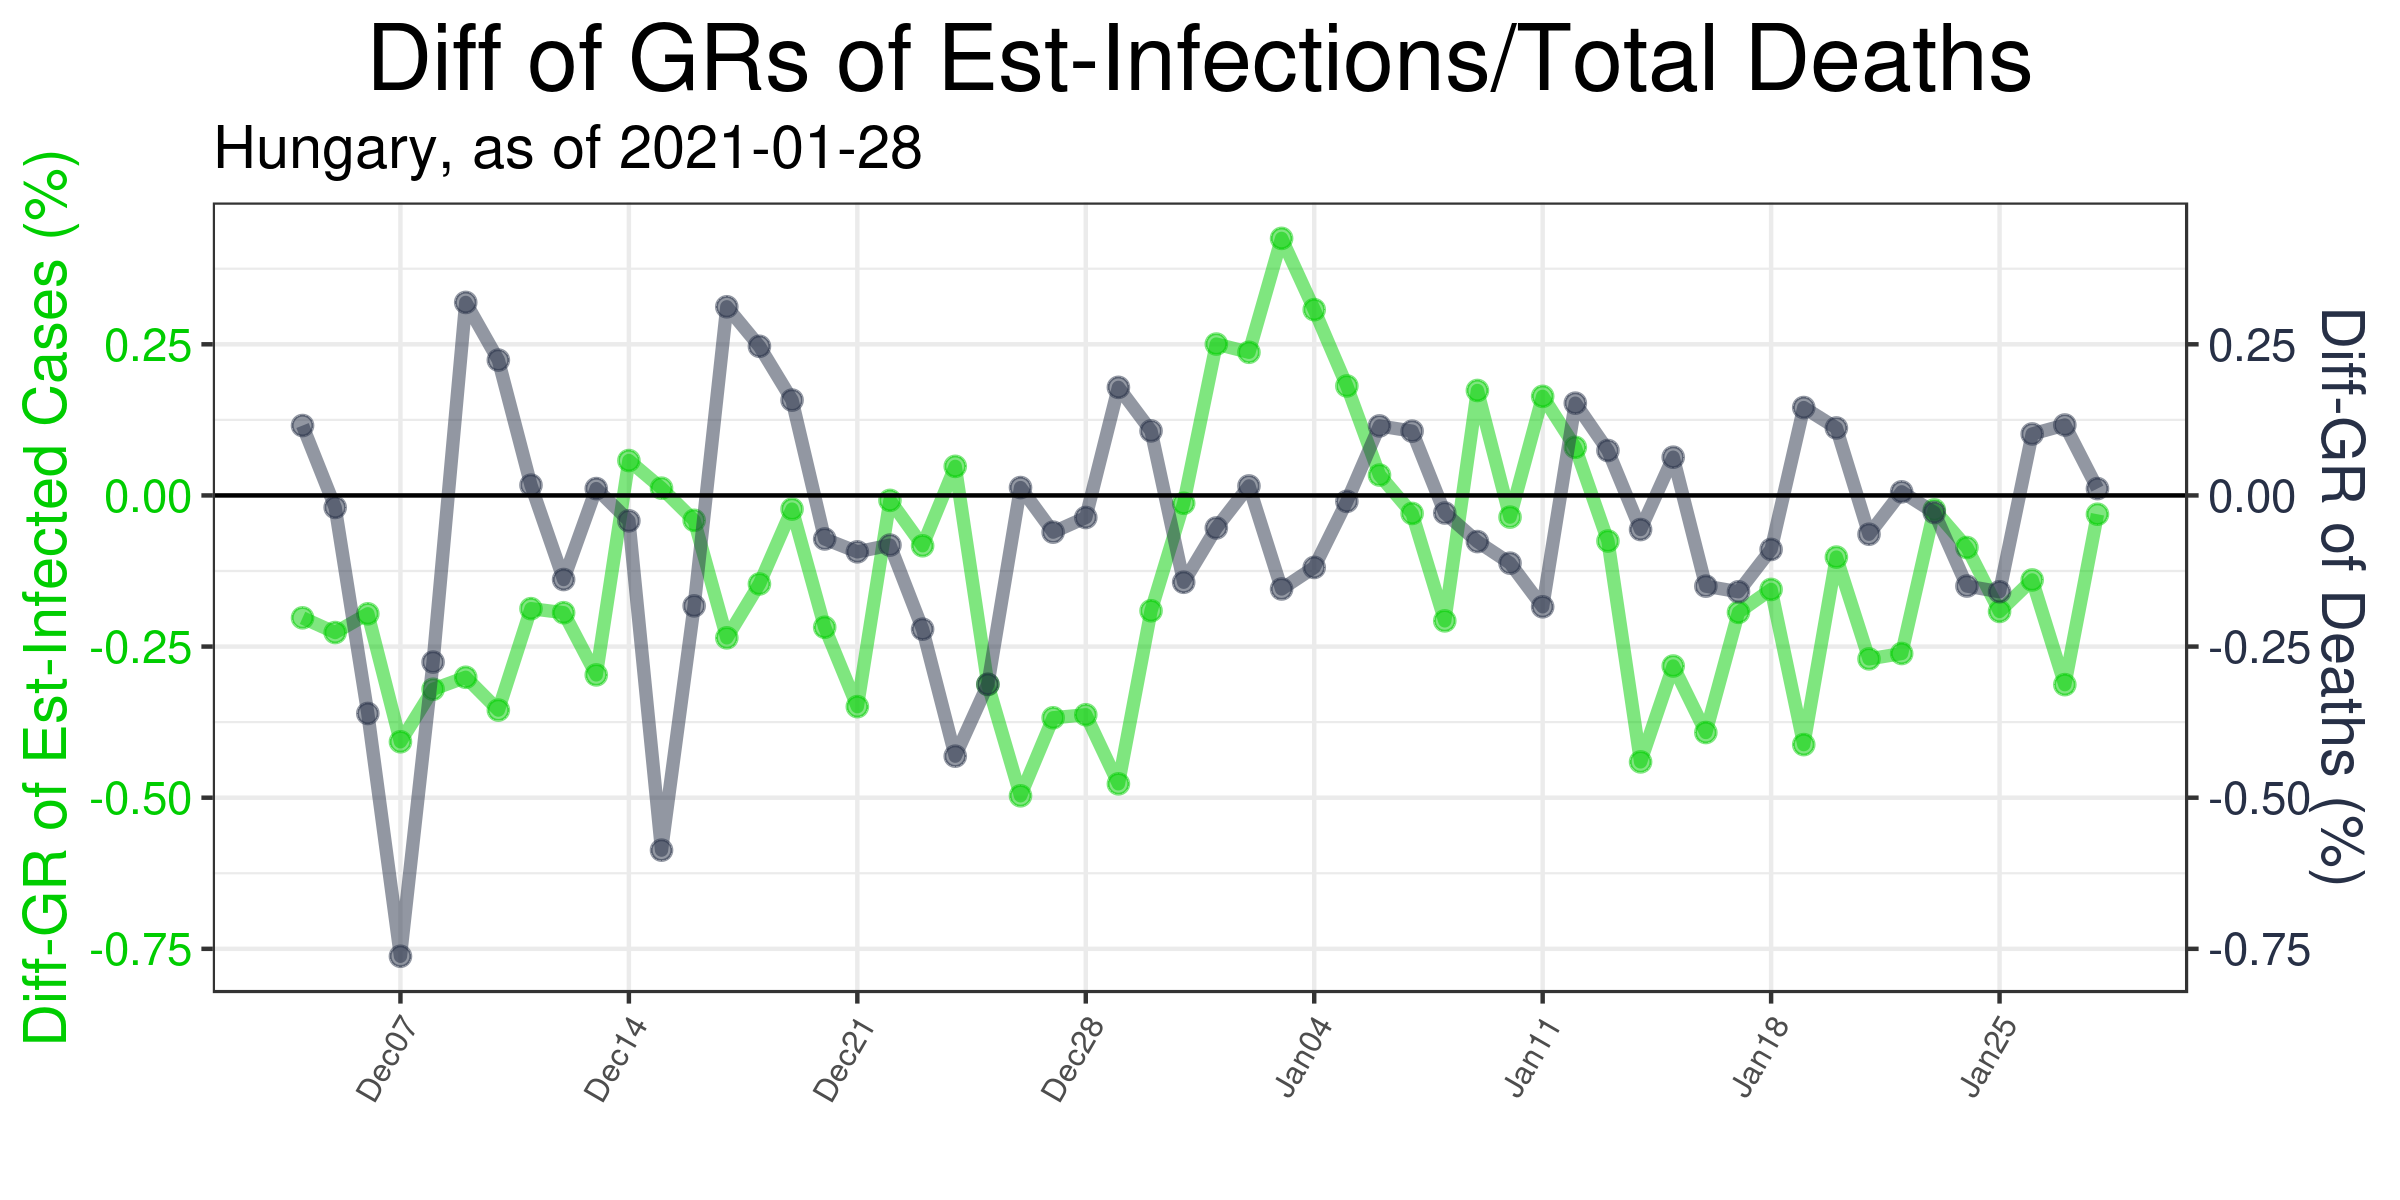 Diff of GRs of Est-Infections/Total Deaths
Hungary, as of 2021-01-28
Diff-GR of Est-Infected Cases (%)
0.25
0.00
-0.25
-0.50
-0.75
0.25
0.00
-0.25
-0.50
-0.75
Diff-GR of Deaths (%)
Dec07
Dec14
Dec21
Dec28
Jan04
Jan11
Jan18
Jan25